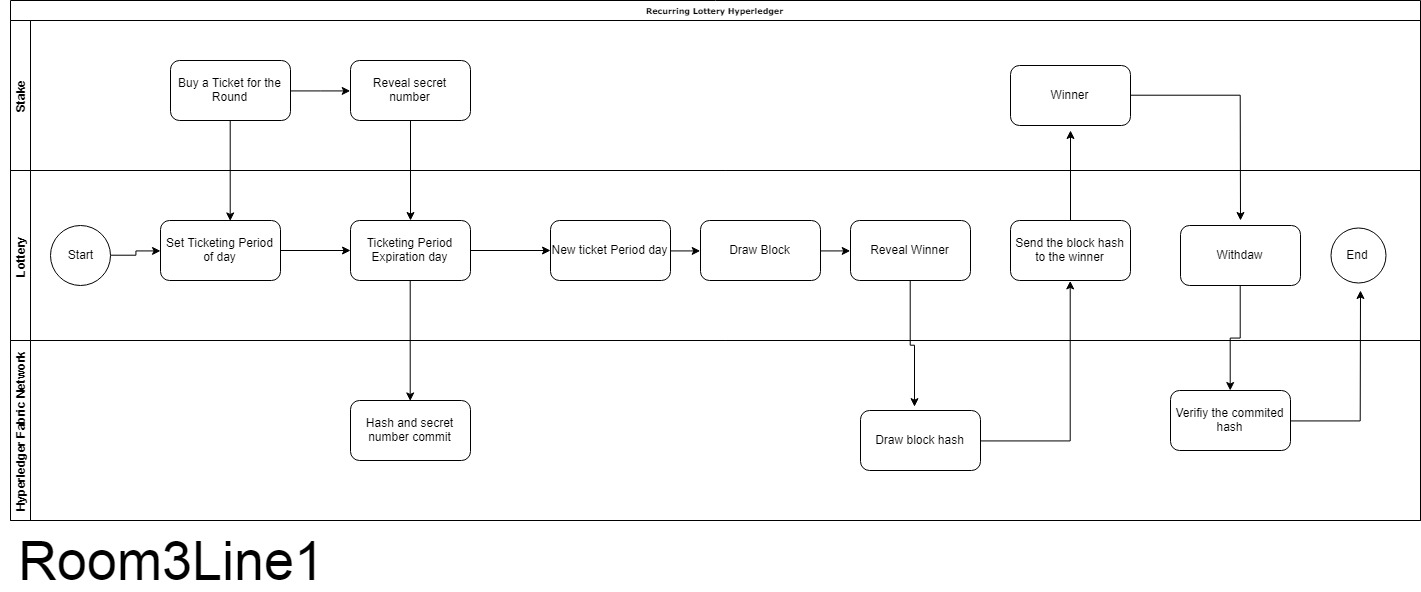 Recurring Lottery Hyperledger
Stake
Buy a Ticket for the
Round
Reveal secret
number
Winner
Lottery
Start
Set Ticketing Period
of day
Ticketing Period
Expiration day
New ticket Period day
Draw Block
Reveal Winner
Send the block hash
to the winner
Withdaw
End
Hyperledger Fabric Network
Hash and secret
number commit
Draw block hash
Verifiy the commited
hash
Room3Line1